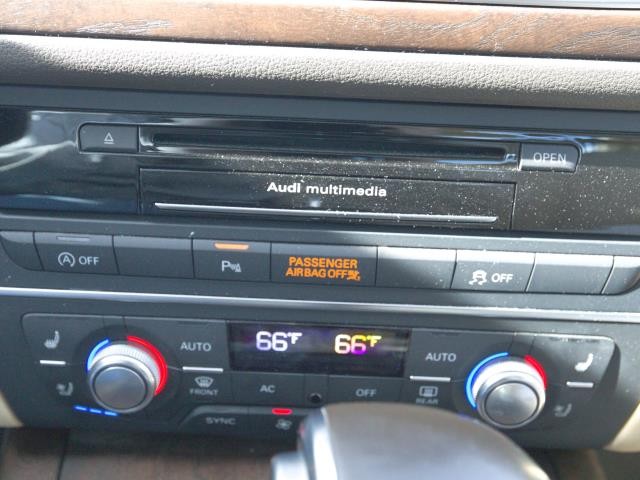 OPEN
Audi multimedia
A OFF
P
PASSENGER
AIRBAG OFF
OFF
66°F 66°F
AUTO AUTO
FRONT AC OFF REAR
SYNC